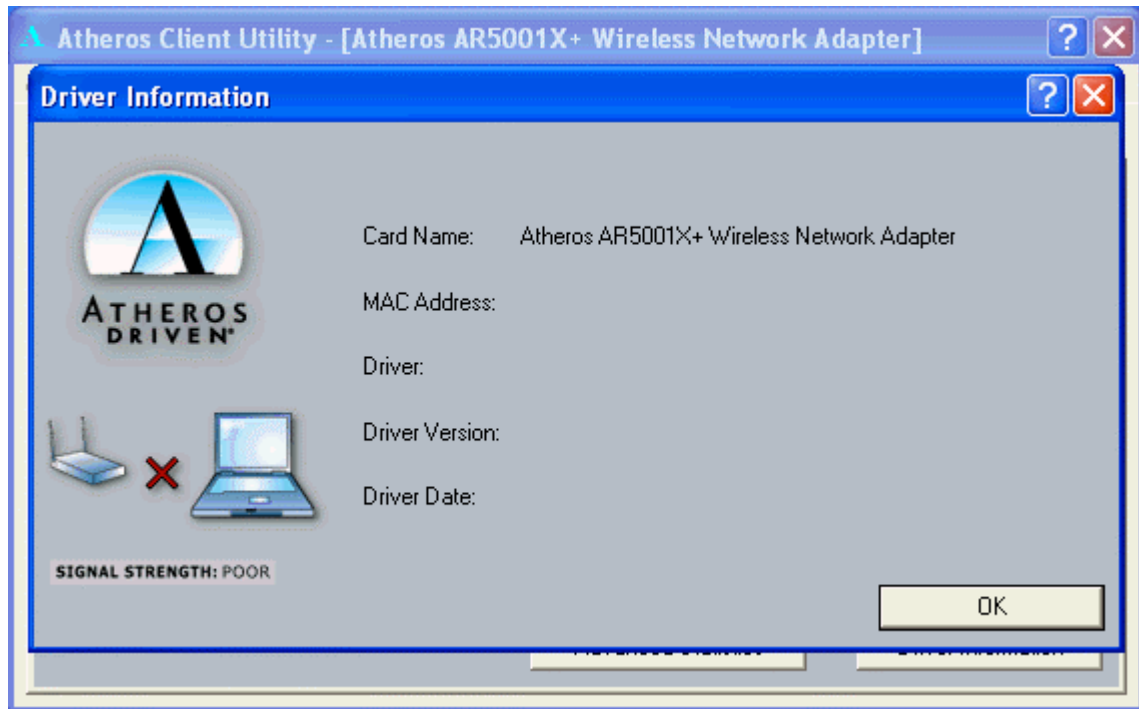 Atheros Client Utility - [Atheros AR5001X+ Wireless Network Adapter]
Driver Information
A
ATHEROS
DRIVEN
Card Name: Atheros AR5001X+ Wireless Network Adapter
MAC Address:
Driver:
Driver Version:
Driver Date:
SIGNAL STRENGTH: POOR
OK